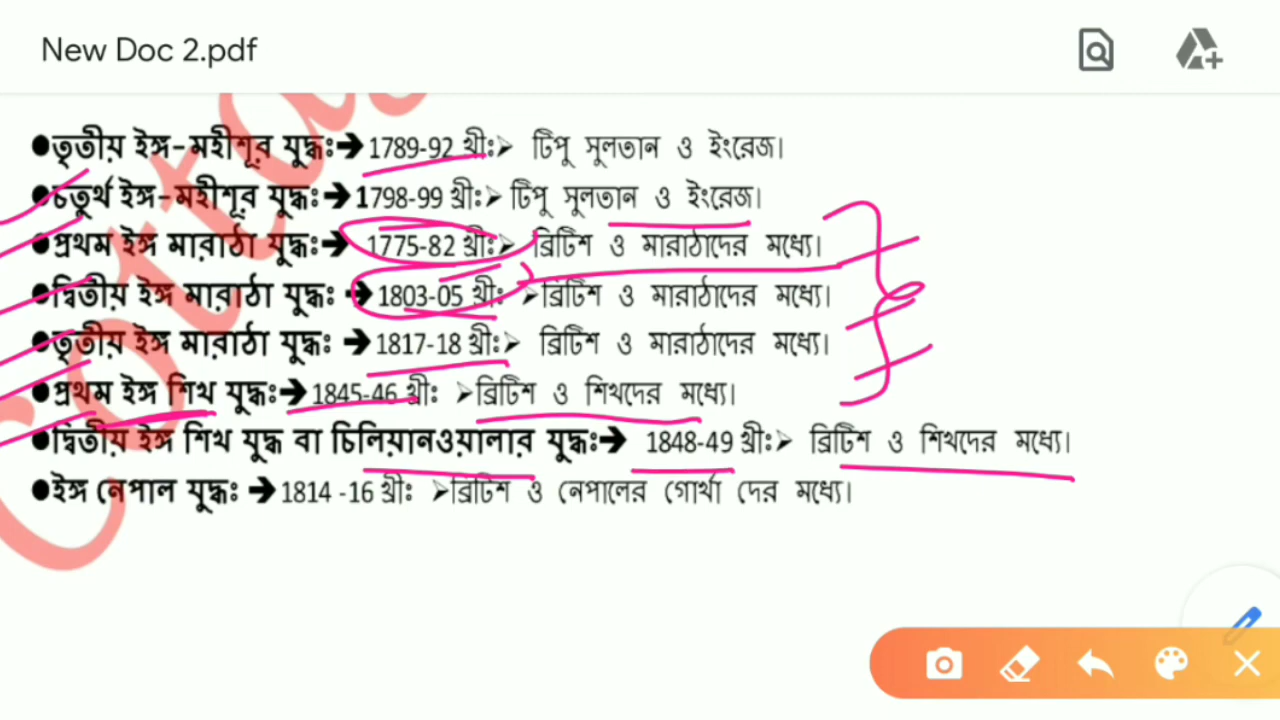 New Doc 2.pdf
●তৃতীয় ইঙ্গ-মহীশূর যুদ্ধঃ➔ 1789-92 খ্রীঃ➢ টিপু সুলতান ও ইংরেজ।
●চতুর্থ ইঙ্গ-মহীশূর যুদ্ধঃ➔ 1798-99 খ্রীঃ➢ টিপু সুলতান ও ইংরেজ।
●প্রথম ইঙ্গ মারাঠা যুদ্ধঃ➔ 1775-82 খ্রীঃ➢ ব্রিটিশ ও মারাঠাদের মধ্যে।
●দ্বিতীয় ইঙ্গ মারাঠা যুদ্ধঃ ➔ 1803-05 খ্রীঃ ➢ব্রিটিশ ও মারাঠাদের মধ্যে।
●তৃতীয় ইঙ্গ মারাঠা যুদ্ধঃ ➔ 1817-18 খ্রীঃ➢ ব্রিটিশ ও মারাঠাদের মধ্যে।
●প্রথম ইঙ্গ শিখ যুদ্ধঃ➔ 1845-46 খ্রীঃ ➢ব্রিটিশ ও শিখদের মধ্যে।
●দ্বিতীয় ইঙ্গ শিখ যুদ্ধ বা চিলিয়ানওয়ালার যুদ্ধঃ➔ 1848-49 খ্রীঃ➢ ব্রিটিশ ও শিখদের মধ্যে।
●ইঙ্গ নেপাল যুদ্ধঃ ➔ 1814 -16 খ্রীঃ ➢ব্রিটিশ ও নেপালের গোর্খা দের মধ্যে।